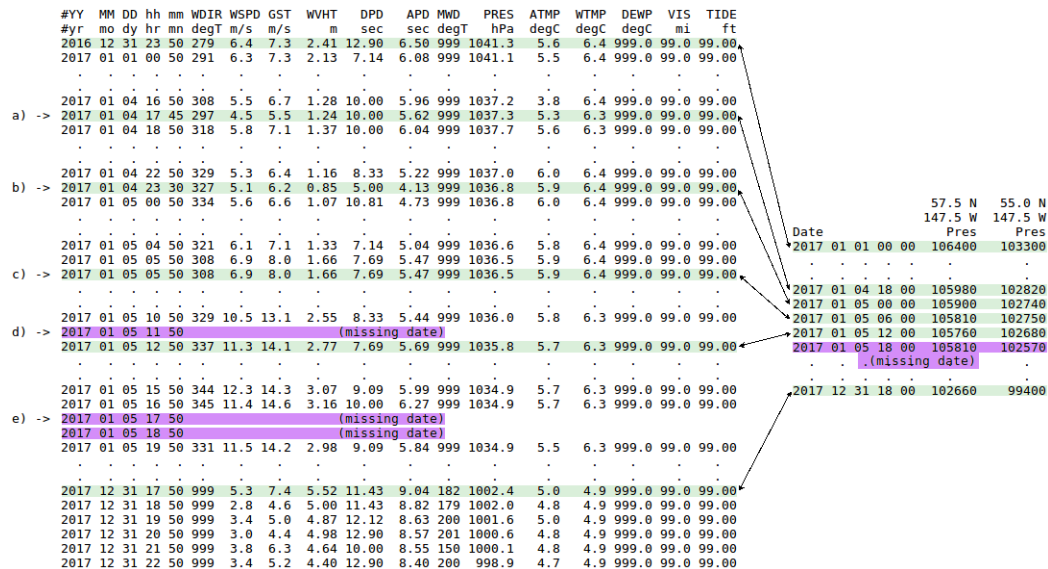 #YY MM DD hh mm WDIR WSPD GST WVHT DPD APD MWD PRES ATMP WTMP DEWP VIS TIDE
#yr mo dy hr mn degT m/s m/s m sec sec degT hPa degC degC degC mi ft
2016 12 31 23 50 279 6.4 7.3 2.41 12.90 6.50 999 1041.3 5.6 6.4 999.0 99.0 99.00
2017 01 01 00 50 291 6.3 7.3 2.13 7.14 6.08 999 1041.1 5.5 6.4 999.0 99.0 99.00
. . . . . . . . . . . . . . . . . .
2017 01 04 16 50 308 5.5 6.7 1.28 10.00 5.96 999 1037.2 3.8 6.4 999.0 99.0 99.00
a) -> 2017 01 04 17 45 297 4.5 5.5 1.24 10.00 5.62 999 1037.3 5.3 6.3 999.0 99.0 99.00
2017 01 04 18 50 318 5.8 7.1 1.37 10.00 6.04 999 1037.7 5.6 6.3 999.0 99.0 99.00
. . . . . . . . . . . . . . . . . .
. . . . . . . . . . . . . . . . . .
2017 01 04 22 50 329 5.3 6.4 1.16 8.33 5.22 999 1037.0 6.0 6.4 999.0 99.0 99.00
b) -> 2017 01 04 23 30 327 5.1 6.2 0.85 5.00 4.13 999 1036.8 5.9 6.4 999.0 99.0 99.00
2017 01 05 00 50 334 5.6 6.6 1.07 10.81 4.73 999 1036.8 6.0 6.4 999.0 99.0 99.00
. . . . . . . . . . . . . . . . . .
. . . . . . . . . . . . . . . . . .
2017 01 05 04 50 321 6.1 7.1 1.33 7.14 5.04 999 1036.6 5.8 6.4 999.0 99.0 99.00
2017 01 05 05 50 308 6.9 8.0 1.66 7.69 5.47 999 1036.5 5.9 6.4 999.0 99.0 99.00
c) -> 2017 01 05 05 50 308 6.9 8.0 1.66 7.69 5.47 999 1036.5 5.9 6.4 999.0 99.0 99.00
. . . . . . . . . . . . . . . . . .
. . . . . . . . . . . . . . . . . .
2017 01 05 10 50 329 10.5 13.1 2.55 8.33 5.44 999 1036.0 5.8 6.3 999.0 99.0 99.00
d) -> 2017 01 05 11 50 (missing date)
2017 01 05 12 50 337 11.3 14.1 2.77 7.69 5.69 999 1035.8 5.7 6.3 999.0 99.0 99.00
. . . . . . . . . . . . . . . . . .
. . . . . . . . . . . . . . . . . .
2017 01 05 15 50 344 12.3 14.3 3.07 9.09 5.99 999 1034.9 5.7 6.3 999.0 99.0 99.00
2017 01 05 16 50 345 11.4 14.6 3.16 10.00 6.27 999 1034.9 5.7 6.3 999.0 99.0 99.00
e) -> 2017 01 05 17 50 (missing date)
2017 01 05 18 50 (missing date)
2017 01 05 19 50 331 11.5 14.2 2.98 9.09 5.84 999 1034.9 5.5 6.3 999.0 99.0 99.00
. . . . . . . . . . . . . . . . . .
. . . . . . . . . . . . . . . . . .
2017 12 31 17 50 999 5.3 7.4 5.52 11.43 9.04 182 1002.4 5.0 4.9 999.0 99.0 99.00
2017 12 31 18 50 999 2.8 4.6 5.00 11.43 8.82 179 1002.0 4.8 4.9 999.0 99.0 99.00
2017 12 31 19 50 999 3.4 5.0 4.87 12.12 8.63 200 1001.6 5.0 4.9 999.0 99.0 99.00
2017 12 31 20 50 999 3.0 4.4 4.98 12.90 8.57 201 1000.6 4.8 4.9 999.0 99.0 99.00
2017 12 31 21 50 999 3.8 6.3 4.64 10.00 8.55 150 1000.1 4.8 4.9 999.0 99.0 99.00
2017 12 31 22 50 999 3.4 5.2 4.40 12.90 8.40 200 998.9 4.7 4.9 999.0 99.0 99.00
57.5 N 55.0 N
147.5 W 147.5 W
Date Pres Pres
2017 01 01 00 00 106400 103300
. . . . . . .
2017 01 04 18 00 105980 102820
2017 01 05 00 00 105900 102740
2017 01 05 06 00 105810 102750
2017 01 05 12 00 105760 102680
2017 01 05 18 00 105810 102570
. . .(missing date) .
. . . . . . .
2017 12 31 18 00 102660 99400